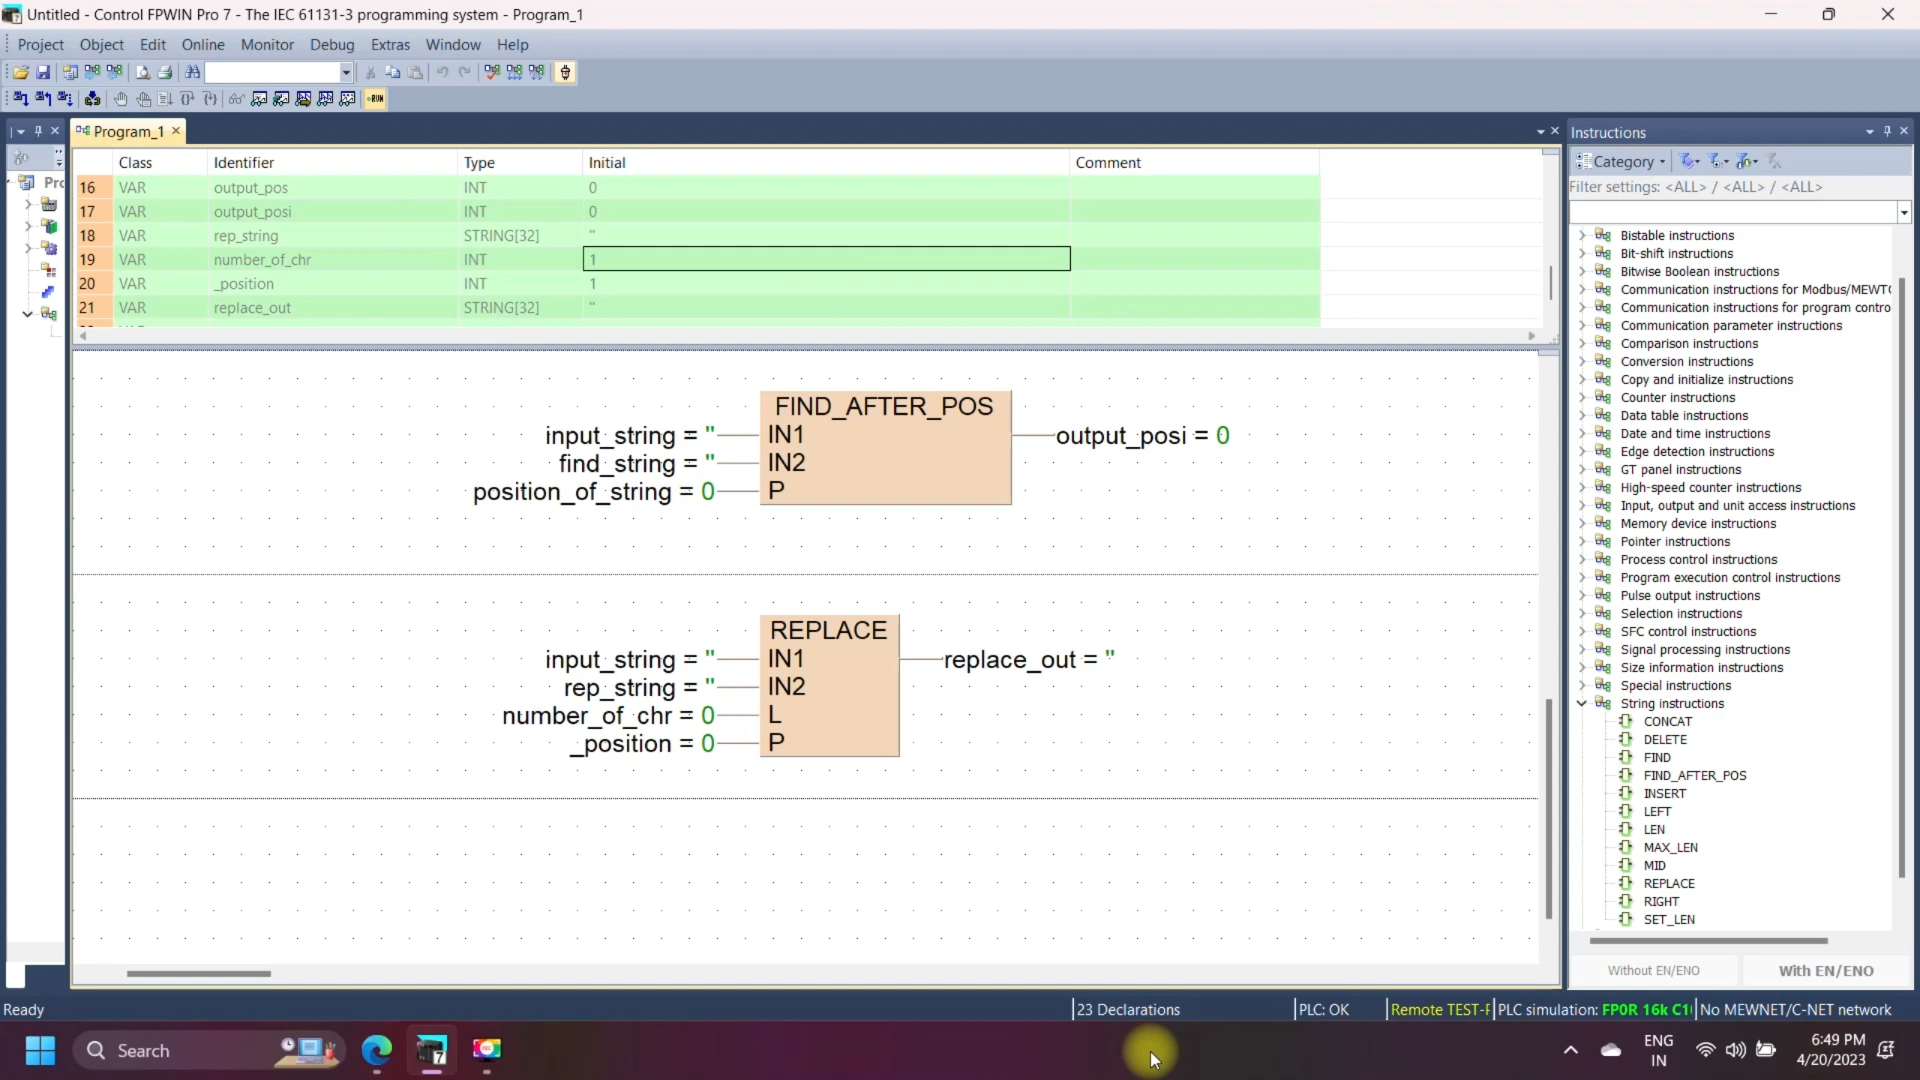 Untitled - Control FPWIN Pro 7 - The IEC 61131-3 programming system - Program_1
Project Object Edit Online Monitor Debug Extras Window Help
RUN
Program_1
Instructions
Class Identifier Type Initial Comment
Category
16 VAR output_pos INT 0
Filter settings: <ALL> / <ALL> / <ALL>
17 VAR output_posi INT 0
18 VAR rep_string STRING[32] ''
19 VAR number_of_chr INT 1
20 VAR _position INT 1
21 VAR replace_out STRING[32] ''
FIND_AFTER_POS
input_string = '' IN1 output_posi = 0
find_string = '' IN2
position_of_string = 0 P
REPLACE
input_string = '' IN1 replace_out = ''
rep_string = '' IN2
number_of_chr = 0 L
_position = 0 P
Bistable instructions
Bit-shift instructions
Bitwise Boolean instructions
Communication instructions for Modbus/MEWT
Communication instructions for program contro
Communication parameter instructions
Comparison instructions
Conversion instructions
Copy and initialize instructions
Counter instructions
Data table instructions
Date and time instructions
Edge detection instructions
GT panel instructions
High-speed counter instructions
Input, output and unit access instructions
Memory device instructions
Pointer instructions
Process control instructions
Program execution control instructions
Pulse output instructions
Selection instructions
SFC control instructions
Signal processing instructions
Size information instructions
Special instructions
String instructions
CONCAT
DELETE
FIND
FIND_AFTER_POS
INSERT
LEFT
LEN
MAX_LEN
MID
REPLACE
RIGHT
SET_LEN
Without EN/ENO With EN/ENO
Ready 23 Declarations PLC: OK Remote TEST-F PLC simulation: FP0R 16k C1 No MEWNET/C-NET network
Search
ENG
IN
6:49 PM
4/20/2023